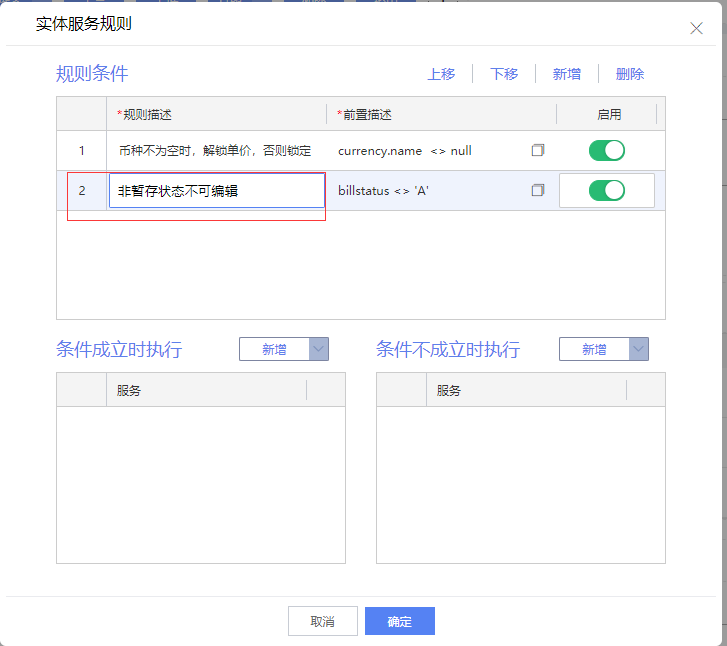 实体服务规则
规则条件
上移 下移 新增 删除
*规则描述 *前置描述 启用
1 币种不为空时，解锁单价，否则锁定 currency.name <> null
2 非暂存状态不可编辑 billstatus <> 'A'
条件成立时执行 新增 条件不成立时执行 新增
服务 服务
取消 确定